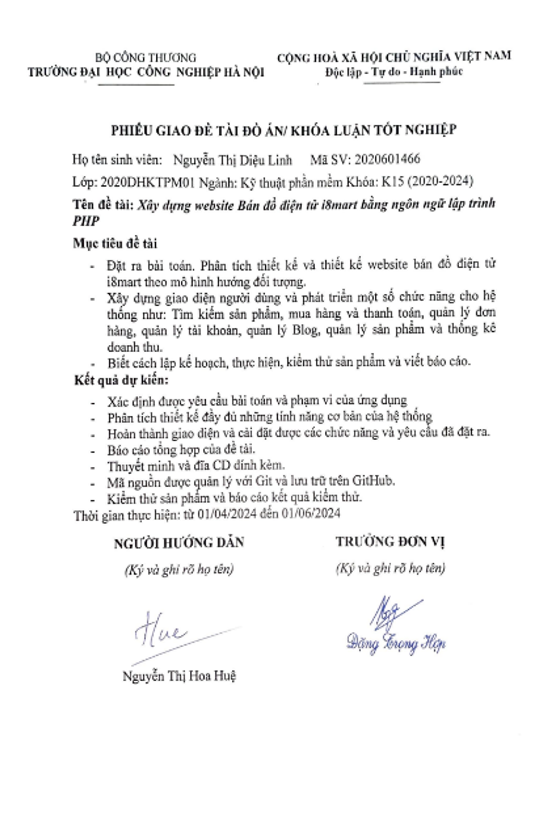 BỘ CÔNG THƯƠNG
TRƯỜNG ĐẠI HỌC CÔNG NGHIỆP HÀ NỘI
CỘNG HOÀ XÃ HỘI CHỦ NGHĨA VIỆT NAM
Độc lập - Tự do - Hạnh phúc
PHIẾU GIAO ĐỀ TÀI ĐỒ ÁN/ KHÓA LUẬN TỐT NGHIỆP
Họ tên sinh viên: Nguyễn Thị Diệu Linh Mã SV: 2020601466
Lớp: 2020DHKTPM01 Ngành: Kỹ thuật phần mềm Khóa: K15 (2020-2024)
Tên đề tài: Xây dựng website Bán đồ điện tử i8mart bằng ngôn ngữ lập trình
PHP
Mục tiêu đề tài
- Đặt ra bài toán. Phân tích thiết kế và thiết kế website bán đồ điện tử
i8mart theo mô hình hướng đối tượng.
- Xây dựng giao diện người dùng và phát triển một số chức năng cho hệ
thống như: Tìm kiếm sản phẩm, mua hàng và thanh toán, quản lý đơn
hàng, quản lý tài khoản, quản lý Blog, quản lý sản phẩm và thống kê
doanh thu.
- Biết cách lập kế hoạch, thực hiện, kiểm thử sản phẩm và viết báo cáo.
Kết quả dự kiến:
- Xác định được yêu cầu bài toán và phạm vi của ứng dụng
- Phân tích thiết kế đầy đủ những tính năng cơ bản của hệ thống
- Hoàn thành giao diện và cài đặt được các chức năng và yêu cầu đã đặt ra.
- Báo cáo tổng hợp của đề tài.
- Thuyết minh và đĩa CD đính kèm.
- Mã nguồn được quản lý với Git và lưu trữ trên GitHub.
- Kiểm thử sản phẩm và báo cáo kết quả kiểm thử.
Thời gian thực hiện: từ 01/04/2024 đến 01/06/2024
NGƯỜI HƯỚNG DẪN
TRƯỞNG ĐƠN VỊ
(Ký và ghi rõ họ tên)
(Ký và ghi rõ họ tên)
Hue
Đặng Trọng Hợp
Nguyễn Thị Hoa Huệ